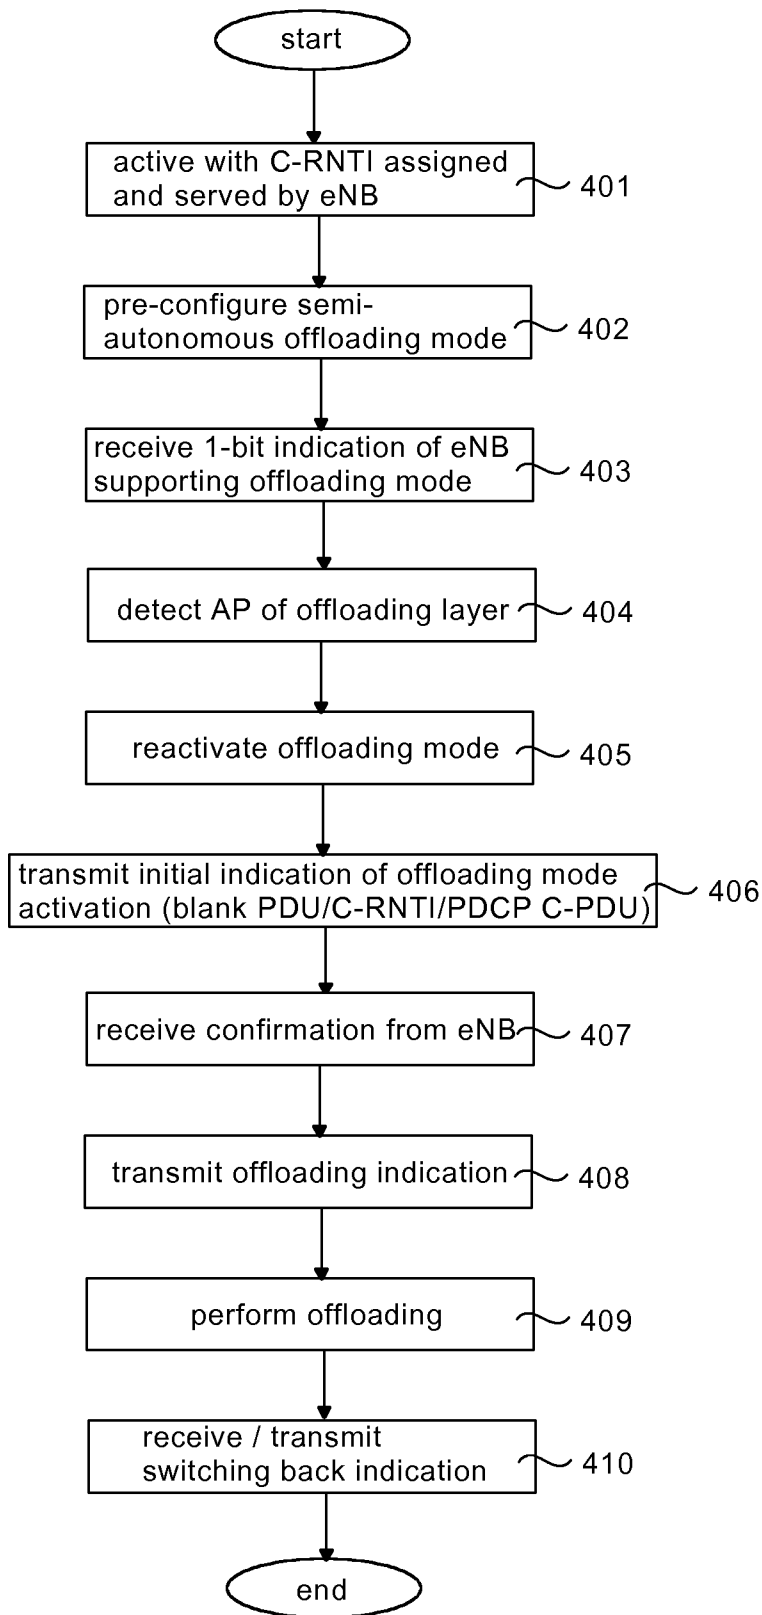 start
active with C-RNTI assigned
and served by eNB
401
pre-configure semi-
autonomous offloading mode
402
receive 1-bit indication of eNB
supporting offloading mode
403
detect AP of offloading layer
404
reactivate offloading mode
405
transmit initial indication of offloading mode
activation (blank PDU/C-RNTI/PDCP C-PDU)
406
receive confirmation from eNB
407
transmit offloading indication
408
perform offloading
409
receive / transmit
switching back indication
410
end